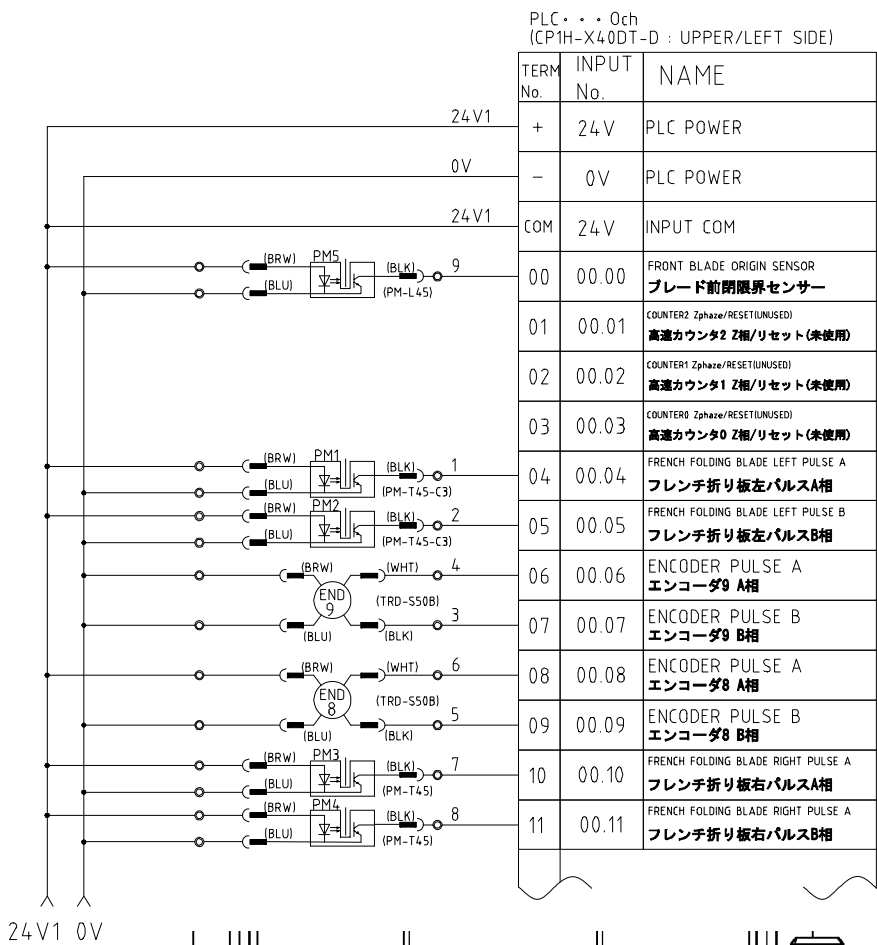 PLC・・・0ch
(CP1H-X40DT-D : UPPER/LEFT SIDE)
TERM No. INPUT No. NAME
24V1 + 24V PLC POWER
0V - 0V PLC POWER
24V1 COM 24V INPUT COM
(BRW) PM5 (BLK) 9
(BLU) (PM-L45)
00 00.00 FRONT BLADE ORIGIN SENSOR
ブレード前閉限界センサー
01 00.01 COUNTER2 Zphaze/RESET(UNUSED)
高速カウンタ2 Z相/リセット(未使用)
02 00.02 COUNTER1 Zphaze/RESET(UNUSED)
高速カウンタ1 Z相/リセット(未使用)
03 00.03 COUNTER0 Zphaze/RESET(UNUSED)
高速カウンタ0 Z相/リセット(未使用)
(BRW) PM1 (BLK) 1
(BLU) (PM-T45-C3)
04 00.04 FRENCH FOLDING BLADE LEFT PULSE A
フレンチ折り板左パルスA相
(BRW) PM2 (BLK) 2
(BLU) (PM-T45-C3)
05 00.05 FRENCH FOLDING BLADE LEFT PULSE B
フレンチ折り板左パルスB相
(BRW) (WHT) 4
06 00.06 ENCODER PULSE A
エンコーダ9 A相
END 9 (TRD-S50B)
(BLU) (BLK) 3
07 00.07 ENCODER PULSE B
エンコーダ9 B相
(BRW) (WHT) 6
08 00.08 ENCODER PULSE A
エンコーダ8 A相
END 8 (TRD-S50B)
(BLU) (BLK) 5
09 00.09 ENCODER PULSE B
エンコーダ8 B相
(BRW) PM3 (BLK) 7
(BLU) (PM-T45)
10 00.10 FRENCH FOLDING BLADE RIGHT PULSE A
フレンチ折り板右パルスA相
(BRW) PM4 (BLK) 8
(BLU) (PM-T45)
11 00.11 FRENCH FOLDING BLADE RIGHT PULSE A
フレンチ折り板右パルスB相
24V1 0V